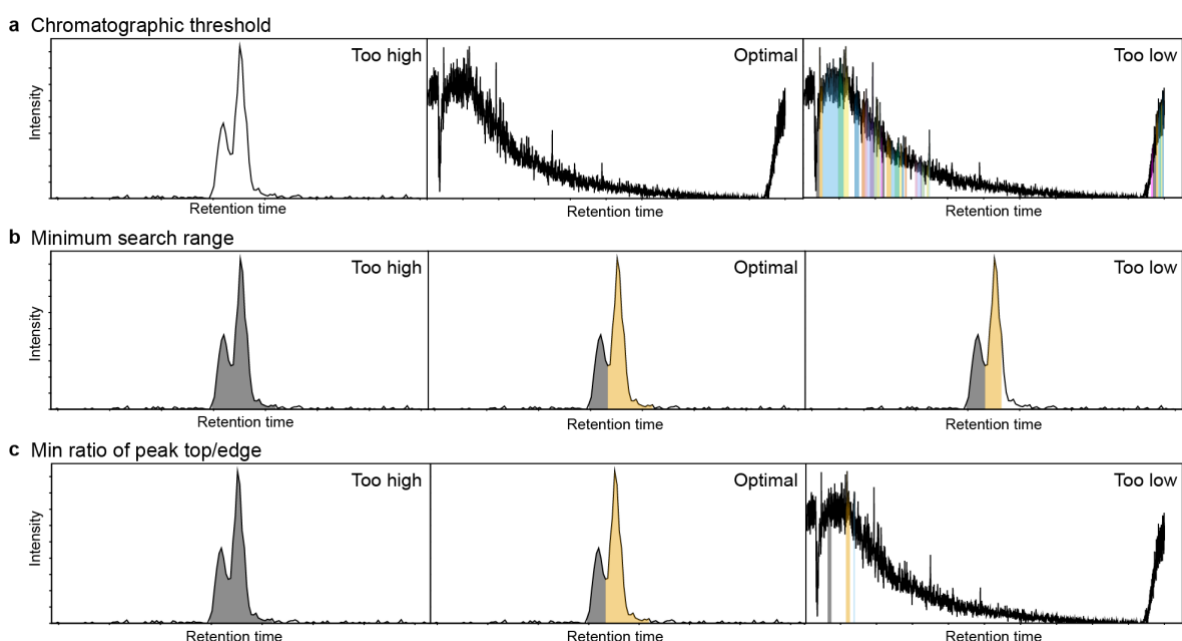 a Chromatographic threshold
Too high
Optimal
Too low
Intensity
Retention time
Retention time
Retention time
b Minimum search range
Too high
Optimal
Too low
Intensity
Retention time
Retention time
Retention time
c Min ratio of peak top/edge
Too high
Optimal
Too low
Intensity
Retention time
Retention time
Retention time